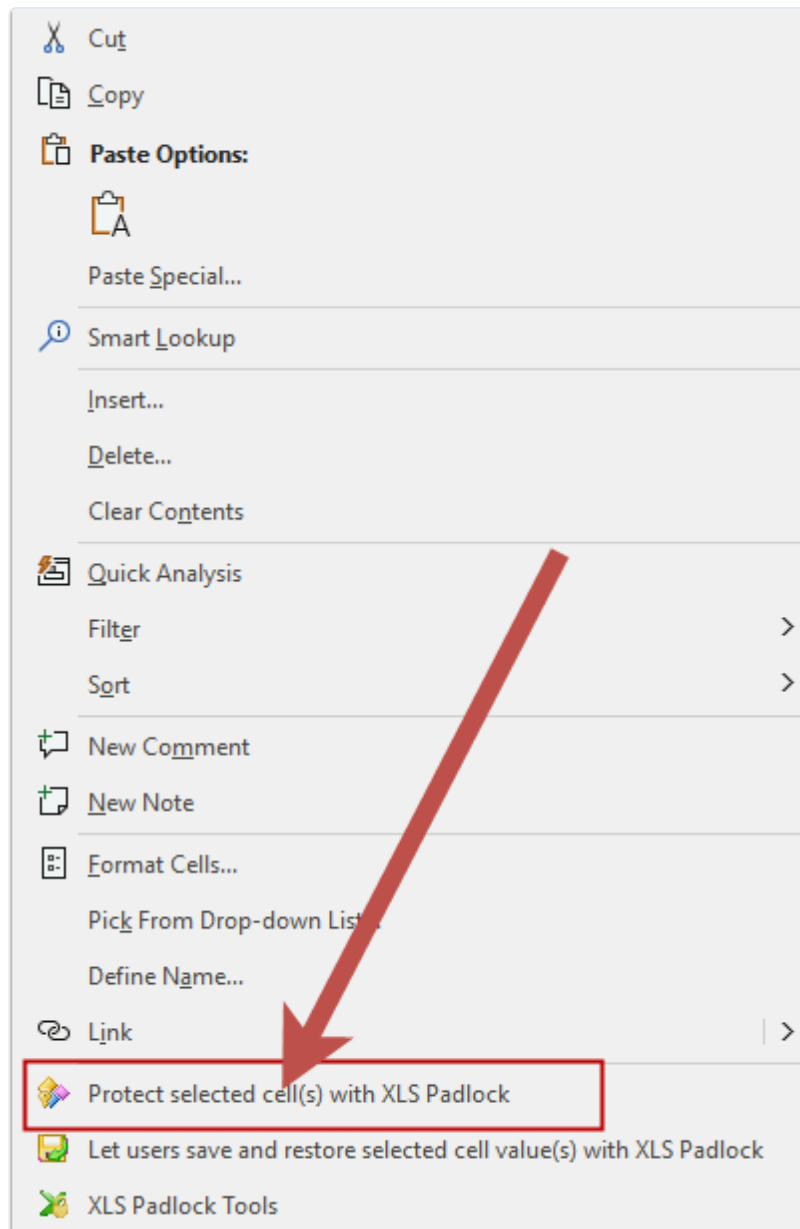 Cut
Copy
Paste Options:
A
Paste Special...
Smart Lookup
Insert...
Delete...
Clear Contents
Quick Analysis
Filter
Sort
New Comment
New Note
Format Cells...
Pick From Drop-down List...
Define Name...
Link
Protect selected cell(s) with XLS Padlock
Let users save and restore selected cell value(s) with XLS Padlock
XLS Padlock Tools